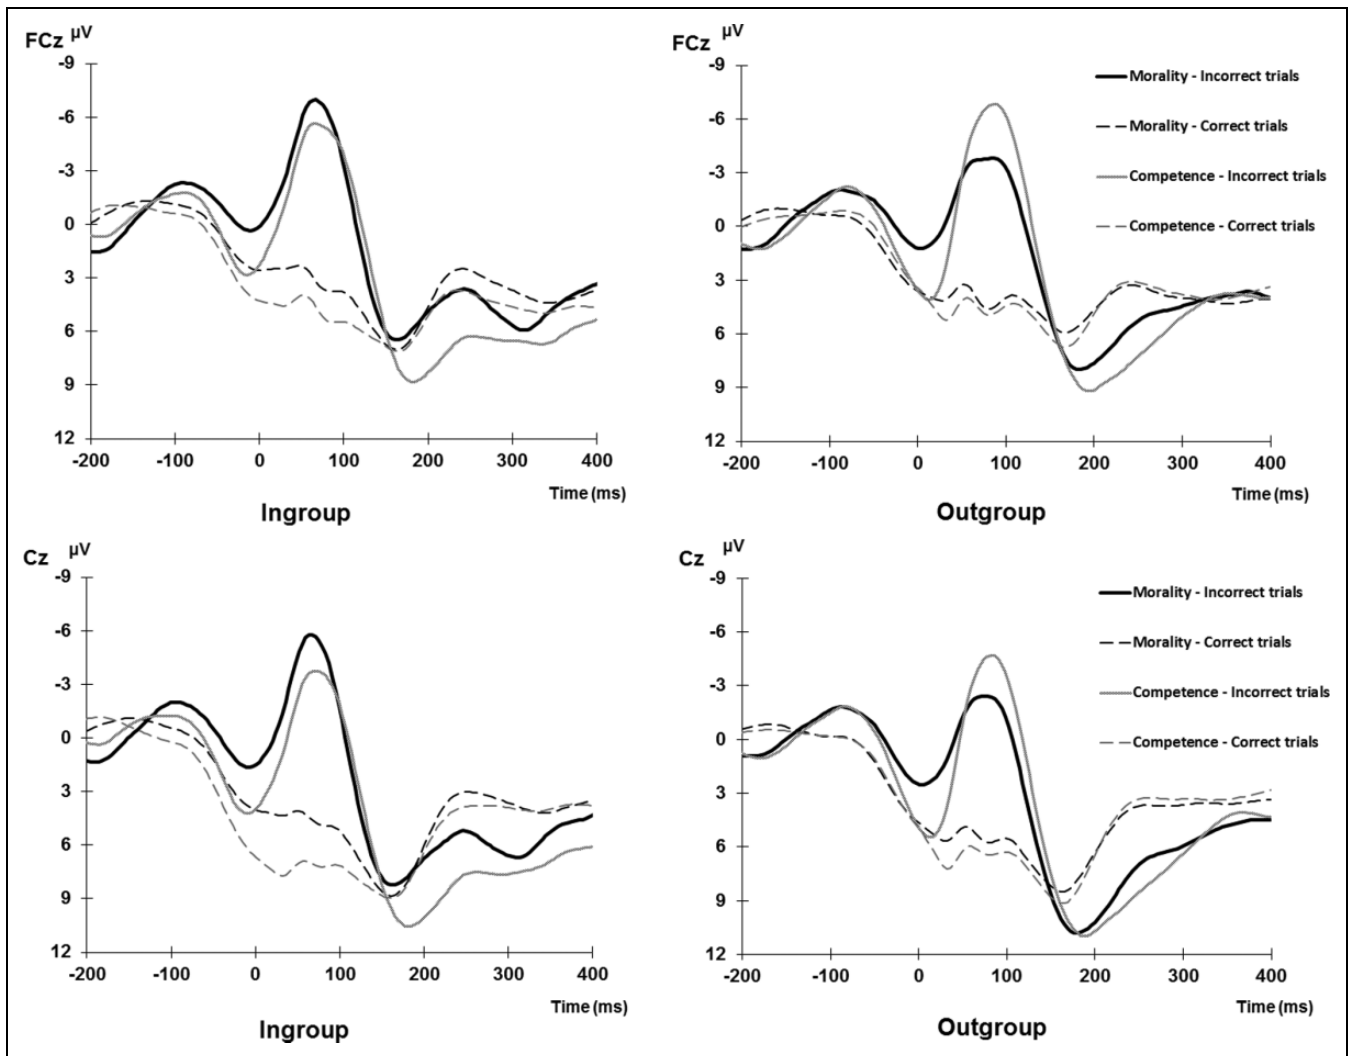 FCz µV
-9
-6
-3
0
3
6
9
12
-200 -100 0 100 200 300 400
Time (ms)
Ingroup
FCz µV
-9
-6
-3
0
3
6
9
12
-200 -100 0 100 200 300 400
Time (ms)
Outgroup
Morality - Incorrect trials
Morality - Correct trials
Competence - Incorrect trials
Competence - Correct trials
Cz µV
-9
-6
-3
0
3
6
9
12
-200 -100 0 100 200 300 400
Time (ms)
Ingroup
Cz µV
-9
-6
-3
0
3
6
9
12
-200 -100 0 100 200 300 400
Time (ms)
Outgroup
Morality - Incorrect trials
Morality - Correct trials
Competence - Incorrect trials
Competence - Correct trials